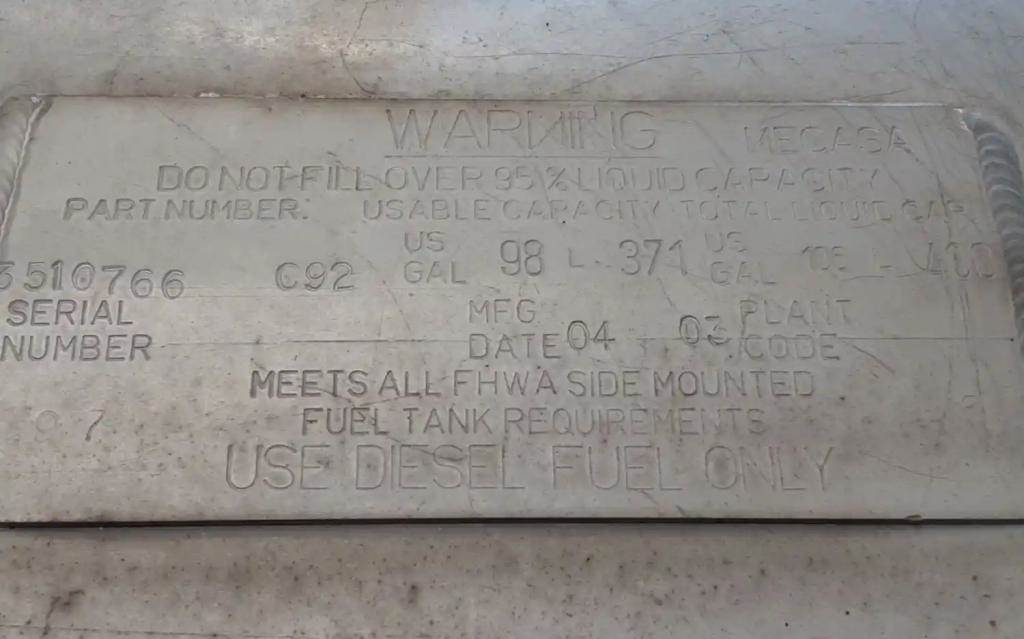 WARNING MECASA
DO NOT FILL OVER 95% LIQUID CAPACITY
PART NUMBER: USABLE CAPACITY TOTAL LIQUID CAP.
3510766 C92 US GAL 98 L 371 US GAL L
SERIAL NUMBER MFG DATE 04 03 PLANT CODE
MEETS ALL FHWA SIDE MOUNTED
07 FUEL TANK REQUIREMENTS
USE DIESEL FUEL ONLY